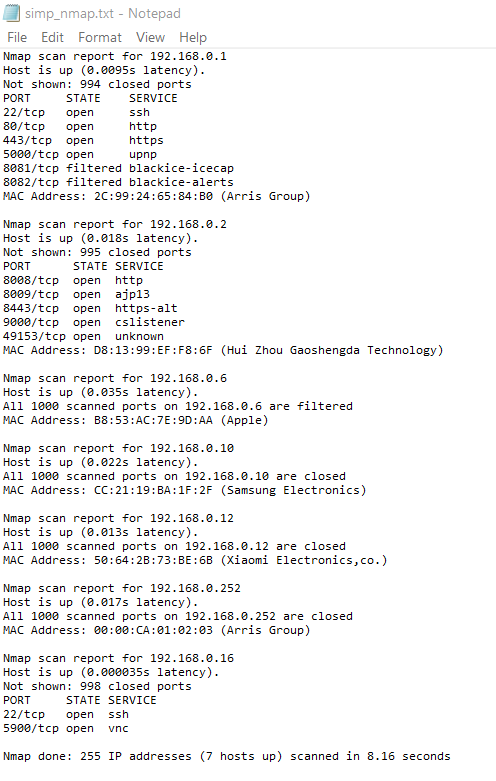 simp_nmap.txt - Notepad
File Edit Format View Help
Nmap scan report for 192.168.0.1
Host is up (0.0095s latency).
Not shown: 994 closed ports
PORT STATE SERVICE
22/tcp open ssh
80/tcp open http
443/tcp open https
5000/tcp open upnp
8081/tcp filtered blackice-icecap
8082/tcp filtered blackice-alerts
MAC Address: 2C:99:24:65:84:B0 (Arris Group)
Nmap scan report for 192.168.0.2
Host is up (0.018s latency).
Not shown: 995 closed ports
PORT STATE SERVICE
8008/tcp open http
8009/tcp open ajp13
8443/tcp open https-alt
9000/tcp open cslistener
49153/tcp open unknown
MAC Address: D8:13:99:EF:F8:6F (Hui Zhou Gaoshengda Technology)
Nmap scan report for 192.168.0.6
Host is up (0.035s latency).
All 1000 scanned ports on 192.168.0.6 are filtered
MAC Address: B8:53:AC:7E:9D:AA (Apple)
Nmap scan report for 192.168.0.10
Host is up (0.022s latency).
All 1000 scanned ports on 192.168.0.10 are closed
MAC Address: CC:21:19:BA:1F:2F (Samsung Electronics)
Nmap scan report for 192.168.0.12
Host is up (0.013s latency).
All 1000 scanned ports on 192.168.0.12 are closed
MAC Address: 50:64:2B:73:BE:6B (Xiaomi Electronics,co.)
Nmap scan report for 192.168.0.252
Host is up (0.017s latency).
All 1000 scanned ports on 192.168.0.252 are closed
MAC Address: 00:00:CA:01:02:03 (Arris Group)
Nmap scan report for 192.168.0.16
Host is up (0.000035s latency).
Not shown: 998 closed ports
PORT STATE SERVICE
22/tcp open ssh
5900/tcp open vnc
Nmap done: 255 IP addresses (7 hosts up) scanned in 8.16 seconds